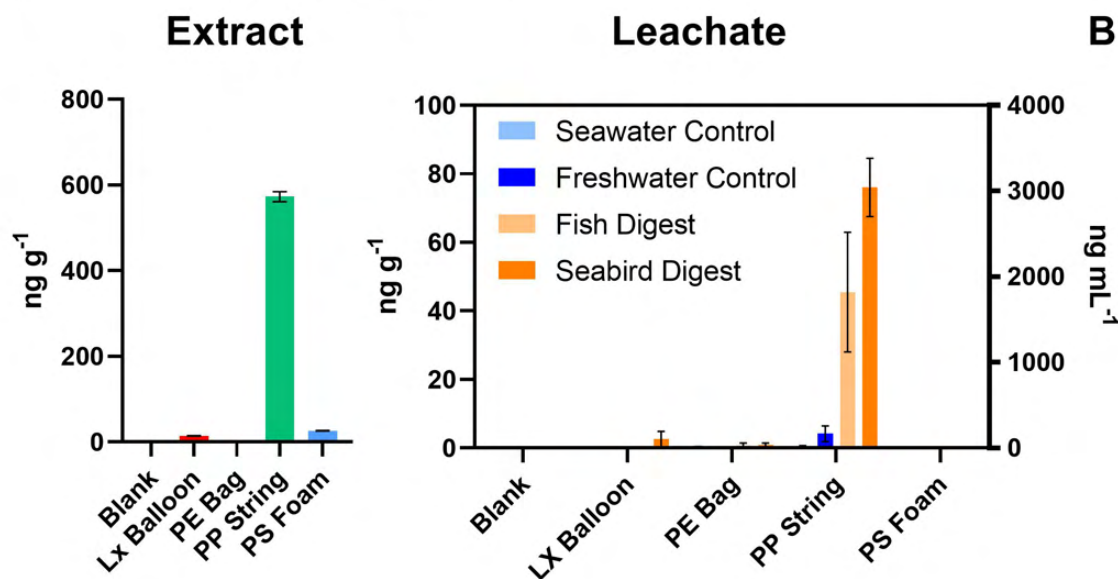 Extract
Leachate
B
800
600
400
200
0
ng g-1
Blank
Lx Balloon
PE Bag
PP String
PS Foam
100
80
60
40
20
0
ng g-1
Seawater Control
Freshwater Control
Fish Digest
Seabird Digest
4000
3000
2000
1000
0
ng mL-1
Blank
LX Balloon
PE Bag
PP String
PS Foam